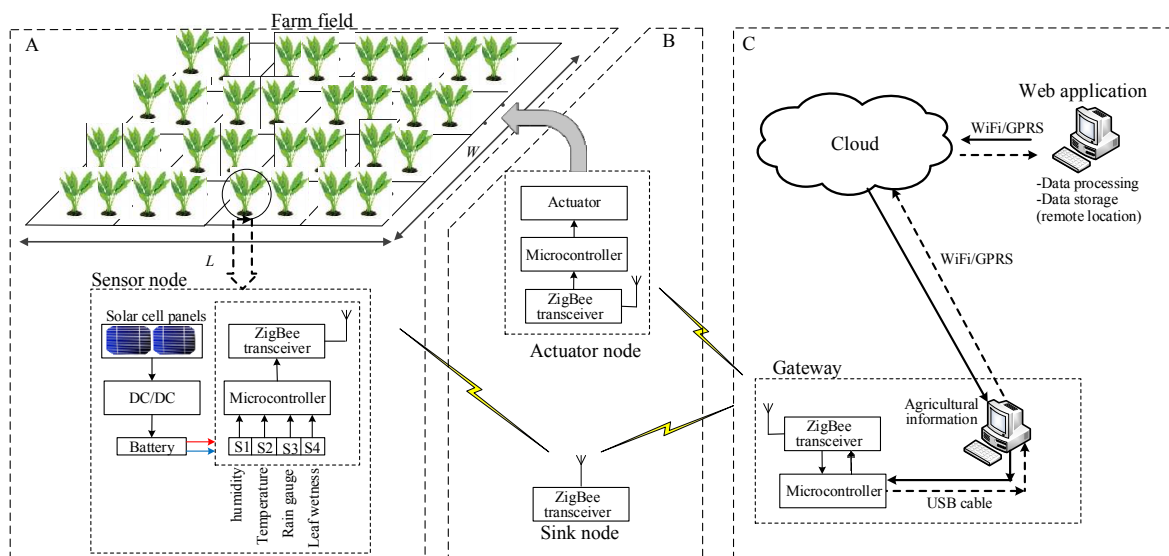 Farm field
A
W
L
Sensor node
Solar cell panels
DC/DC
Battery
ZigBee
transceiver
Microcontroller
S1 S2 S3 S4
humidity
Temperature
Rain gauge
Leaf wetness
B
Actuator
Microcontroller
ZigBee
transceiver
Actuator node
ZigBee
transceiver
Sink node
C
Cloud
WiFi/GPRS
Web application
-Data processing
-Data storage
(remote location)
WiFi/GPRS
Gateway
Agricultural
information
ZigBee
transceiver
Microcontroller
USB cable